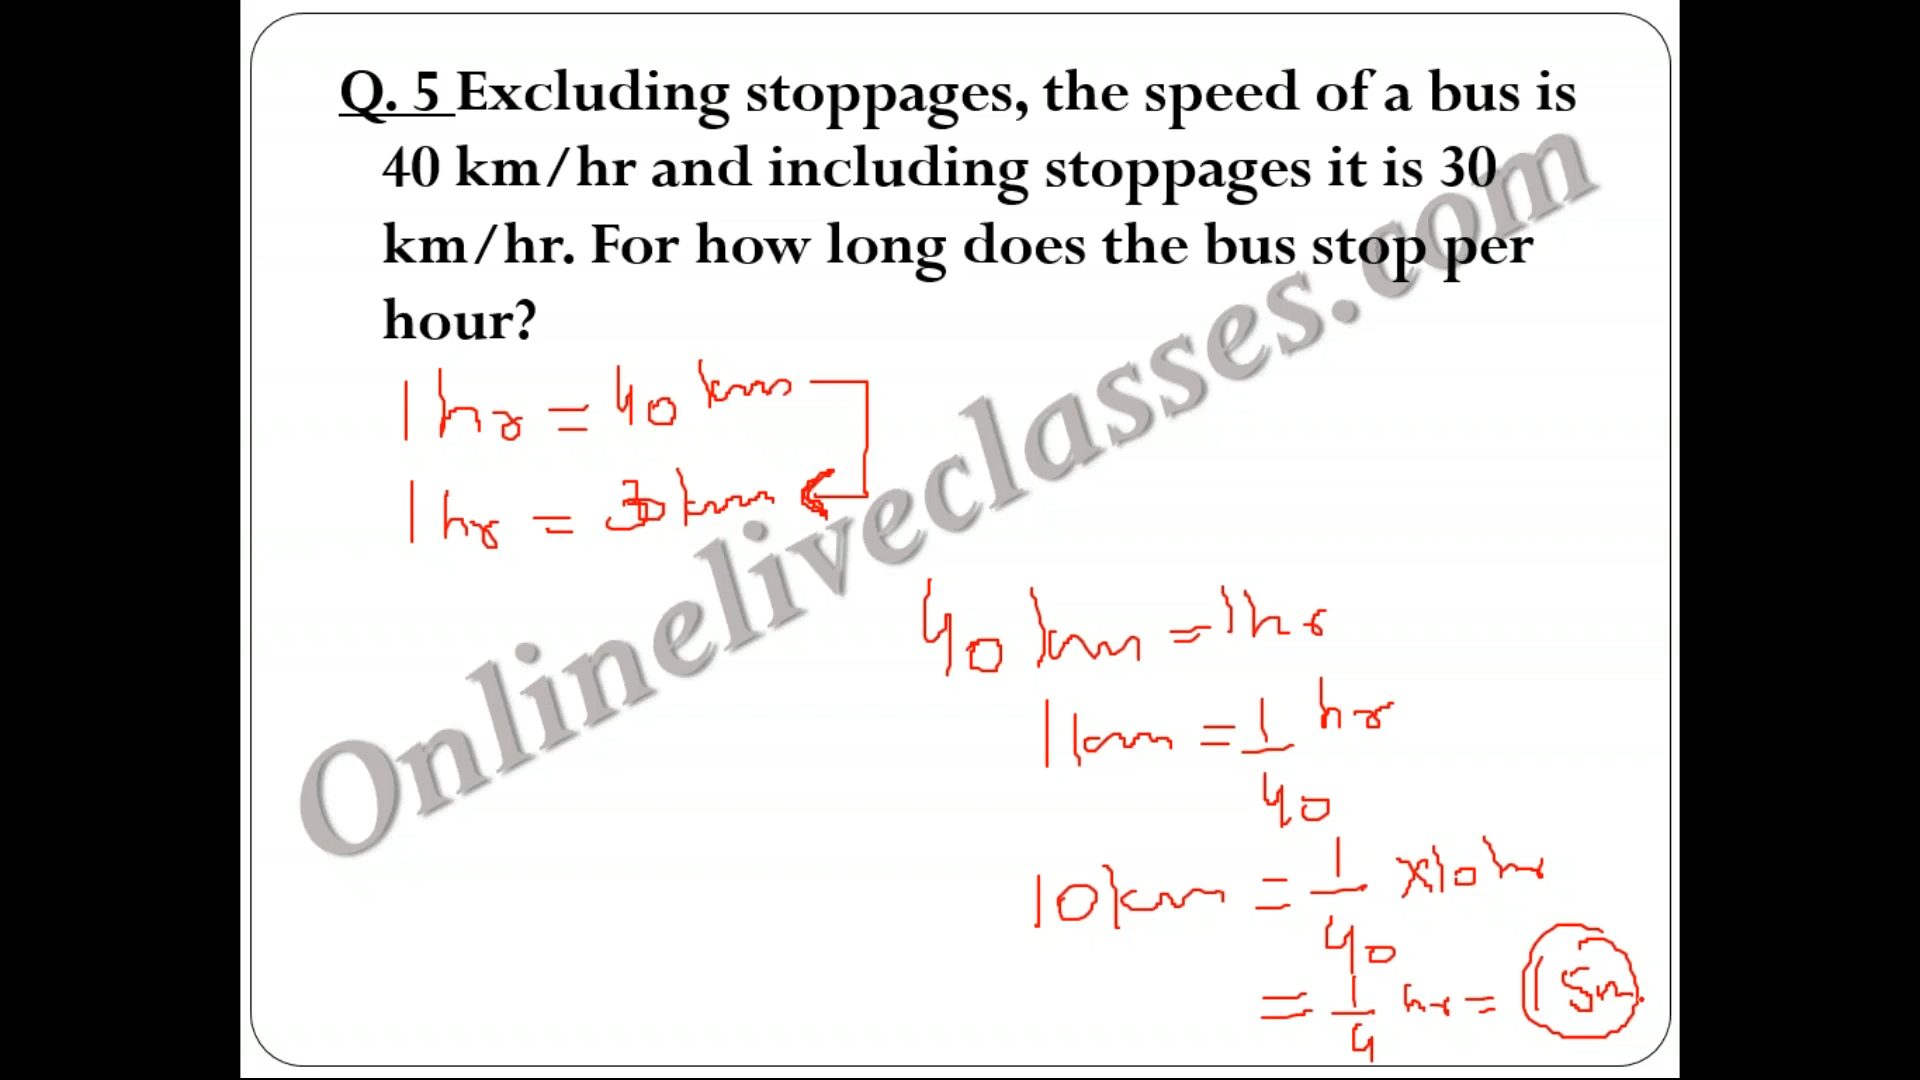 Q. 5 Excluding stoppages, the speed of a bus is
40 km/hr and including stoppages it is 30
km/hr. For how long does the bus stop per
hour?
1 hr = 40 km
1 hr = 30 km
40 km = 1 hr
1 km = 1/40 hr
10 km = 1/40 × 10 hr
= 1/4 hr = 15 m
Onlineliveclasses.com